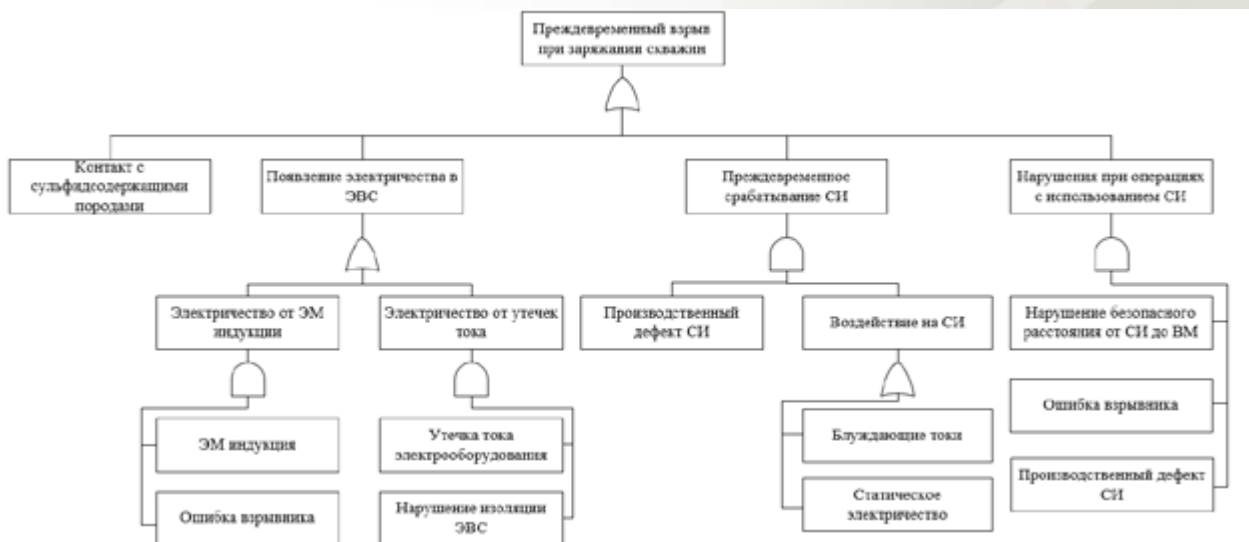 Преждевременный взрыв
при заряжании скважин
Контакт с
сульфидсодержащими
породами
Появление электричества в
ЭВС
Преждевременное
срабатывание СИ
Нарушения при операциях
с использованием СИ
Электричество от ЭМ
индукции
Электричество от утечек
тока
Производственный
дефект СИ
Воздействие на СИ
Нарушение безопасного
расстояния от СИ до ВМ
ЭМ индукция
Утечка тока
электрооборудования
Блуждающие токи
Ошибка взрывника
Ошибка взрывника
Нарушение изоляции
ЭВС
Статическое
электричество
Производственный дефект
СИ